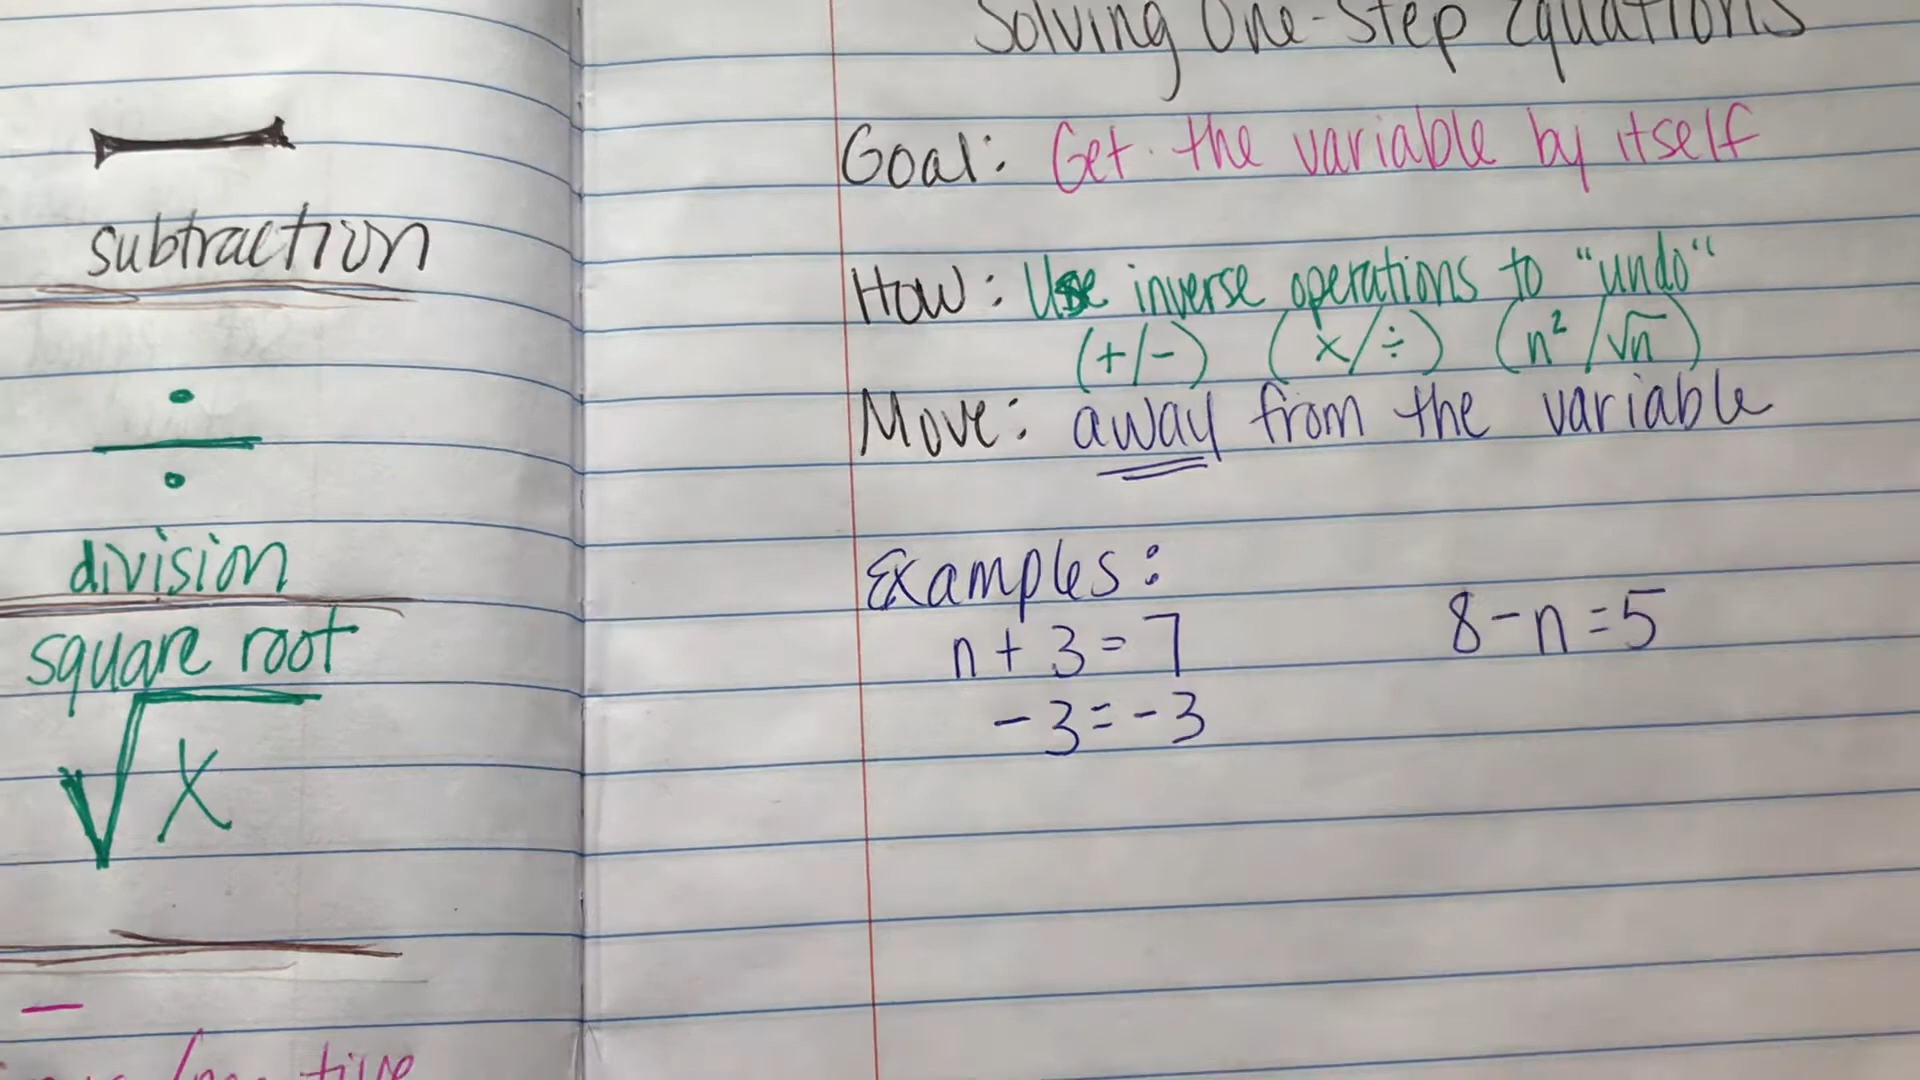 subtraction
÷
division
square root
√x
Solving One-Step Equations
Goal: Get the variable by itself
How: Use inverse operations to "undo"
(+/-) (x/÷) (n²/√n)
Move: away from the variable
Examples:
n + 3 = 7
8 - n = 5
- 3 = - 3